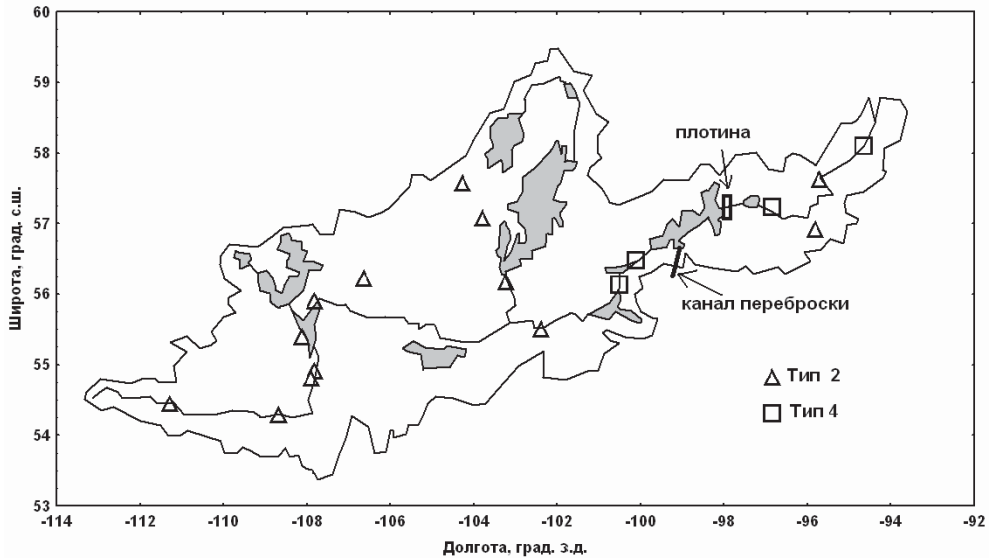 60
59
58
57
56
55
54
53
Широта, град. с.ш.
плотина
канал переброски
Тип 2
Тип 4
-114 -112 -110 -108 -106 -104 -102 -100 -98 -96 -94 -92
Долгота, град. з.д.